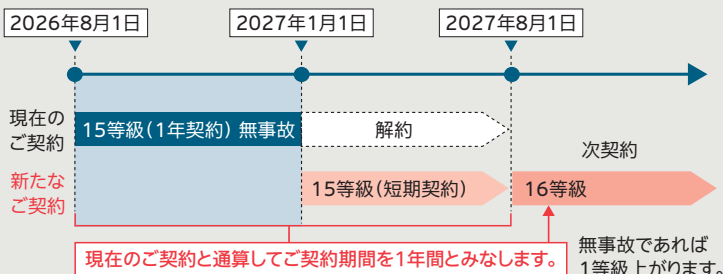 2026年8月1日 2027年1月1日 2027年8月1日
現在の
ご契約
15等級(1年契約) 無事故 解約
次契約
新たな
ご契約
15等級(短期契約) 16等級
現在のご契約と通算してご契約期間を1年間とみなします。
無事故であれば
1等級上がります。